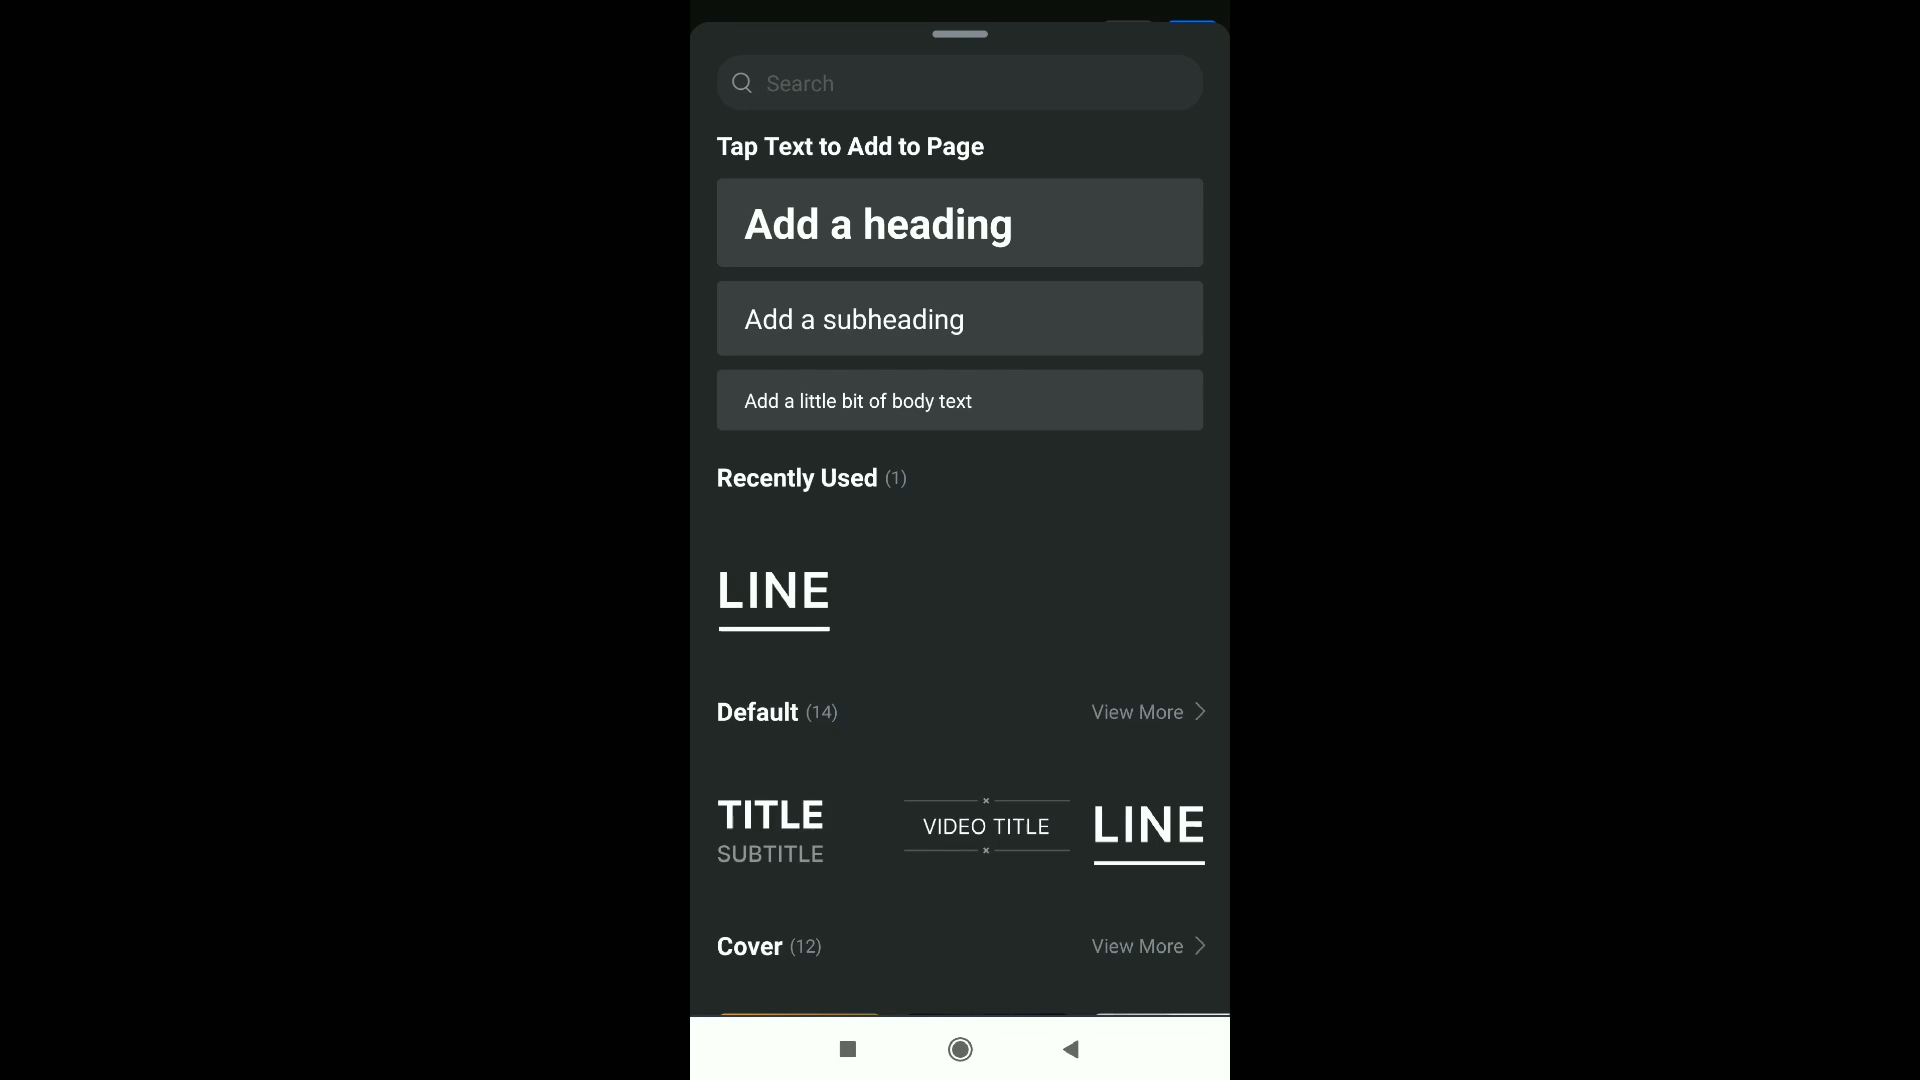 Search
Tap Text to Add to Page
Add a heading
Add a subheading
Add a little bit of body text
Recently Used (1)
LINE
Default (14) View More
TITLE
SUBTITLE
VIDEO TITLE
LINE
Cover (12) View More